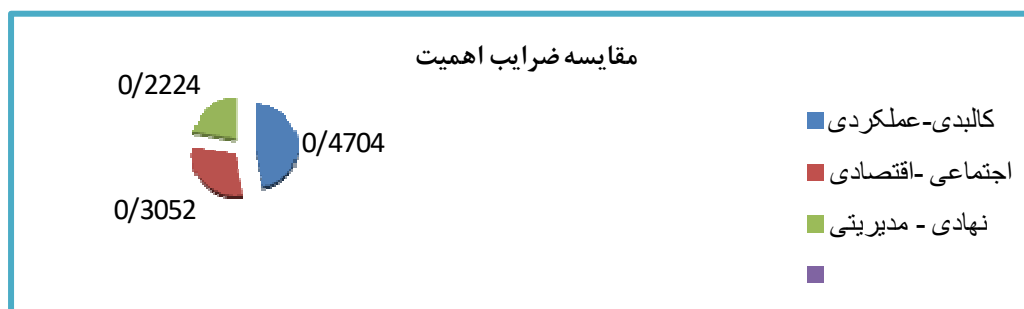 مقایسه ضرایب اهمیت
0/2224
0/4704
0/3052
کالبدی-عملکردی
اجتماعی -اقتصادی
نهادی - مدیریتی